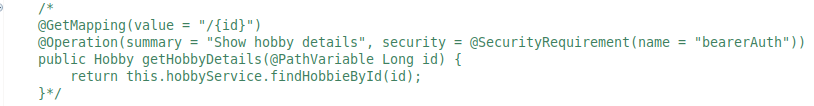 /*
@GetMapping(value = "/{id}")
@Operation(summary = "Show hobby details", security = @SecurityRequirement(name = "bearerAuth"))
public Hobby getHobbyDetails(@PathVariable Long id) {
    return this.hobbyService.findHobbieById(id);
}*/